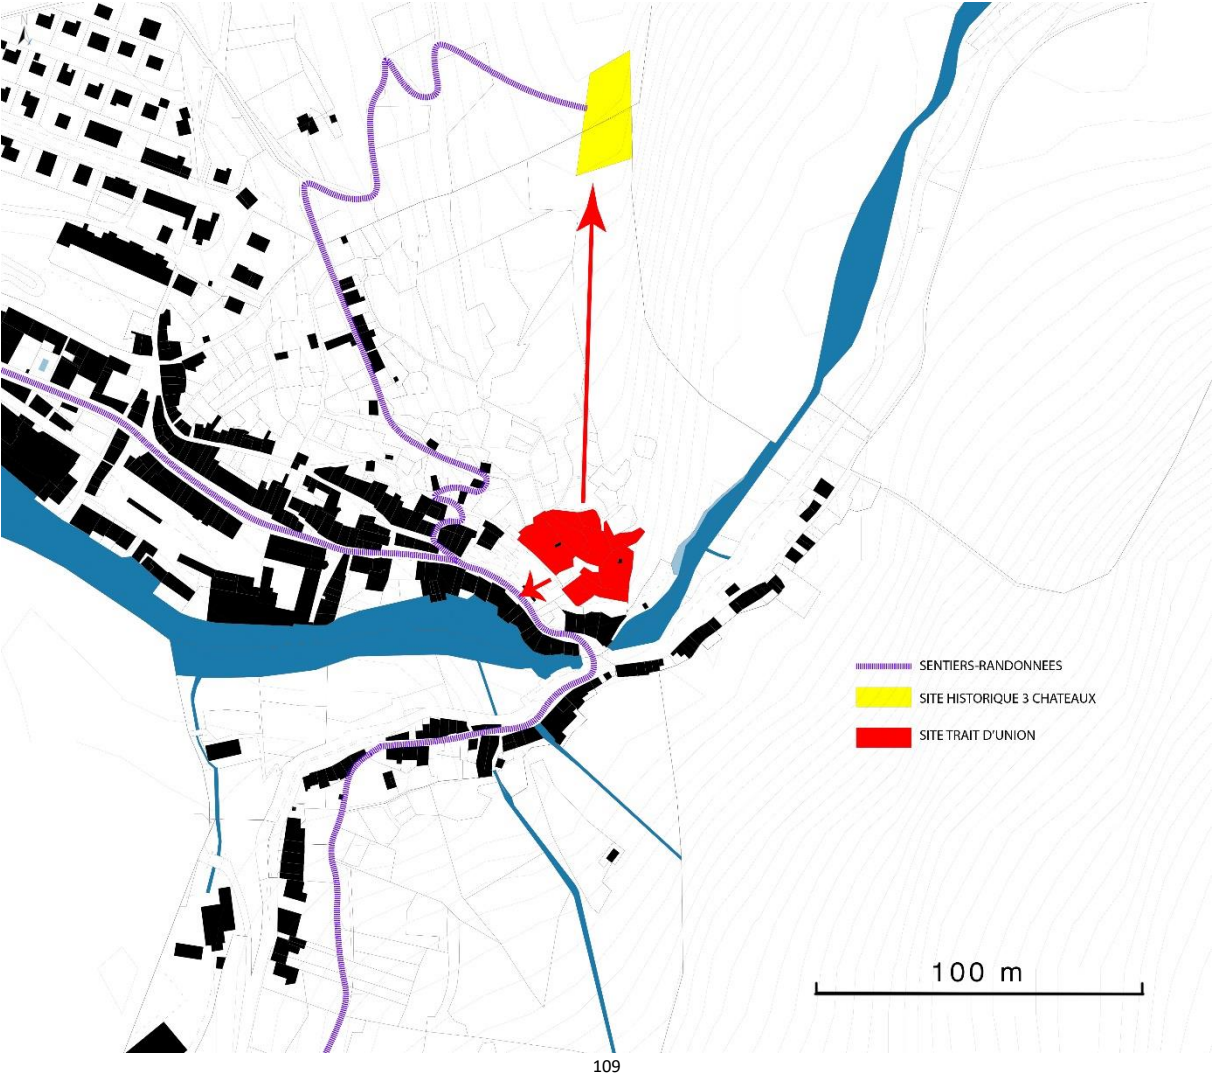 SENTIERS-RANDONNEES
SITE HISTORIQUE 3 CHATEAUX
SITE TRAIT D'UNION
100 m
109